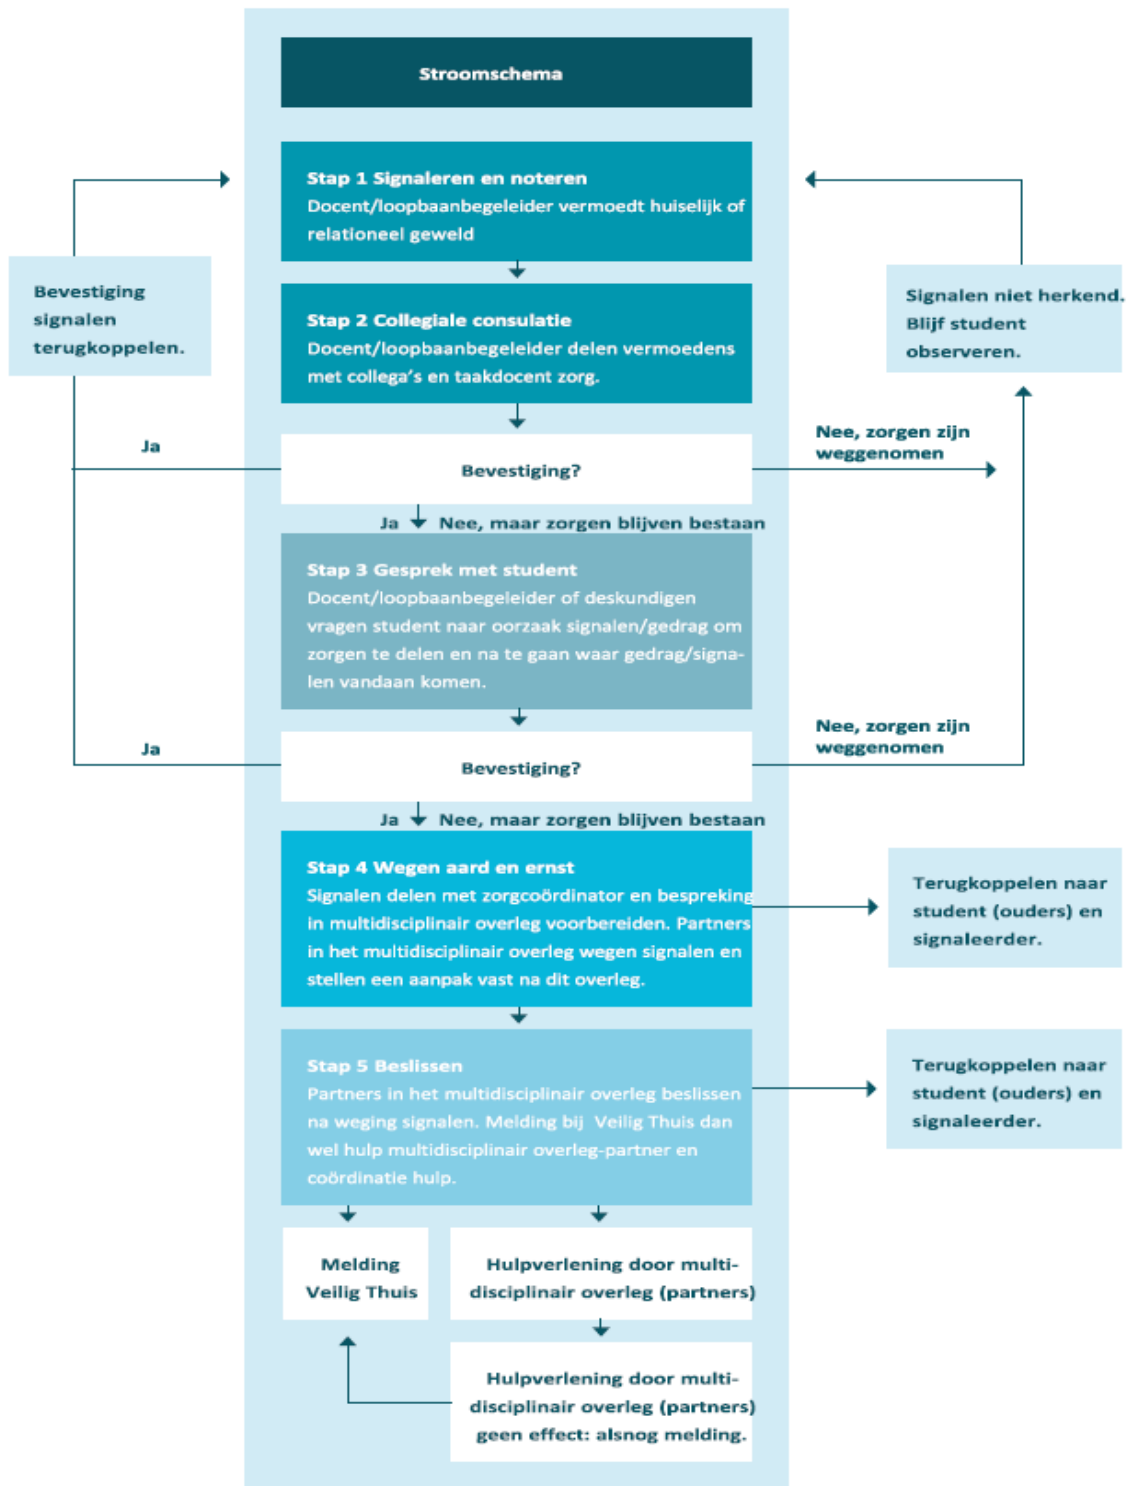 Stroomschema
Stap 1 Signaleren en noteren
Docent/loopbaanbegeleider vermoedt huiselijk of
relationeel geweld
Bevestiging
signalen
terugkoppelen.
Signalen niet herkend.
Blijf student
observeren.
Stap 2 Collegiale consulatie
Docent/loopbaanbegeleider delen vermoedens
met collega's en taakdocent zorg.
Ja
Bevestiging?
Nee, zorgen zijn
weggenomen
Ja
Nee, maar zorgen blijven bestaan
Stap 3 Gesprek met student
Docent/loopbaanbegeleider of deskundigen
vragen student naar oorzaak signalen/gedrag om
zorgen te delen en na te gaan waar gedrag/signa-
len vandaan komen.
Ja
Bevestiging?
Nee, zorgen zijn
weggenomen
Ja
Nee, maar zorgen blijven bestaan
Stap 4 Wegen aard en ernst
Signalen delen met zorgcoördinator en bespreking
in multidisciplinair overleg voorbereiden. Partners
in het multidisciplinair overleg wegen signalen en
stellen een aanpak vast na dit overleg.
Terugkoppelen naar
student (ouders) en
signaleerder.
Stap 5 Beslissen
Partners in het multidisciplinair overleg beslissen
na weging signalen. Melding bij Veilig Thuis dan
wel hulp multidisciplinair overleg-partner en
coördinatie hulp.
Terugkoppelen naar
student (ouders) en
signaleerder.
Melding
Veilig Thuis
Hulpverlening door multi-
disciplinair overleg (partners)
Hulpverlening door multi-
disciplinair overleg (partners)
geen effect: alsnog melding.